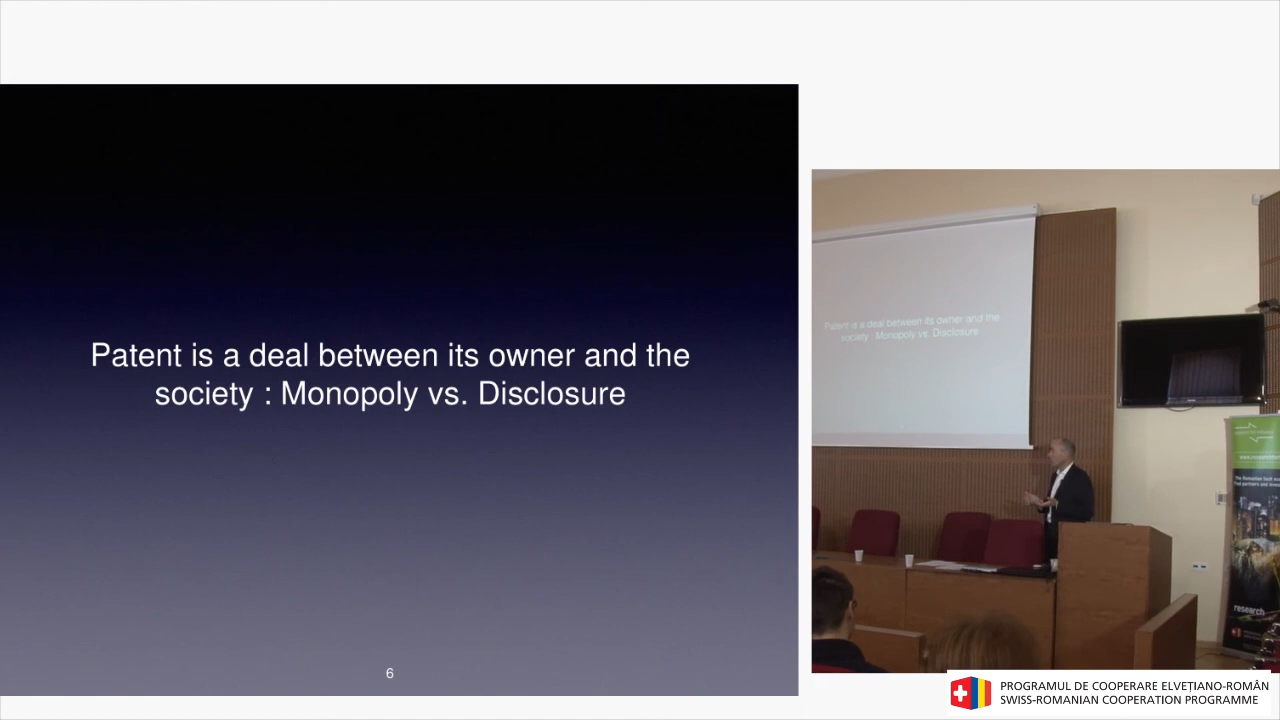 Patent is a deal between its owner and the
society : Monopoly vs. Disclosure
6
Patent is a deal between its owner and the
society : Monopoly vs. Disclosure
research
PROGRAMUL DE COOPERARE ELVEȚIANO-ROMÂN
SWISS-ROMANIAN COOPERATION PROGRAMME